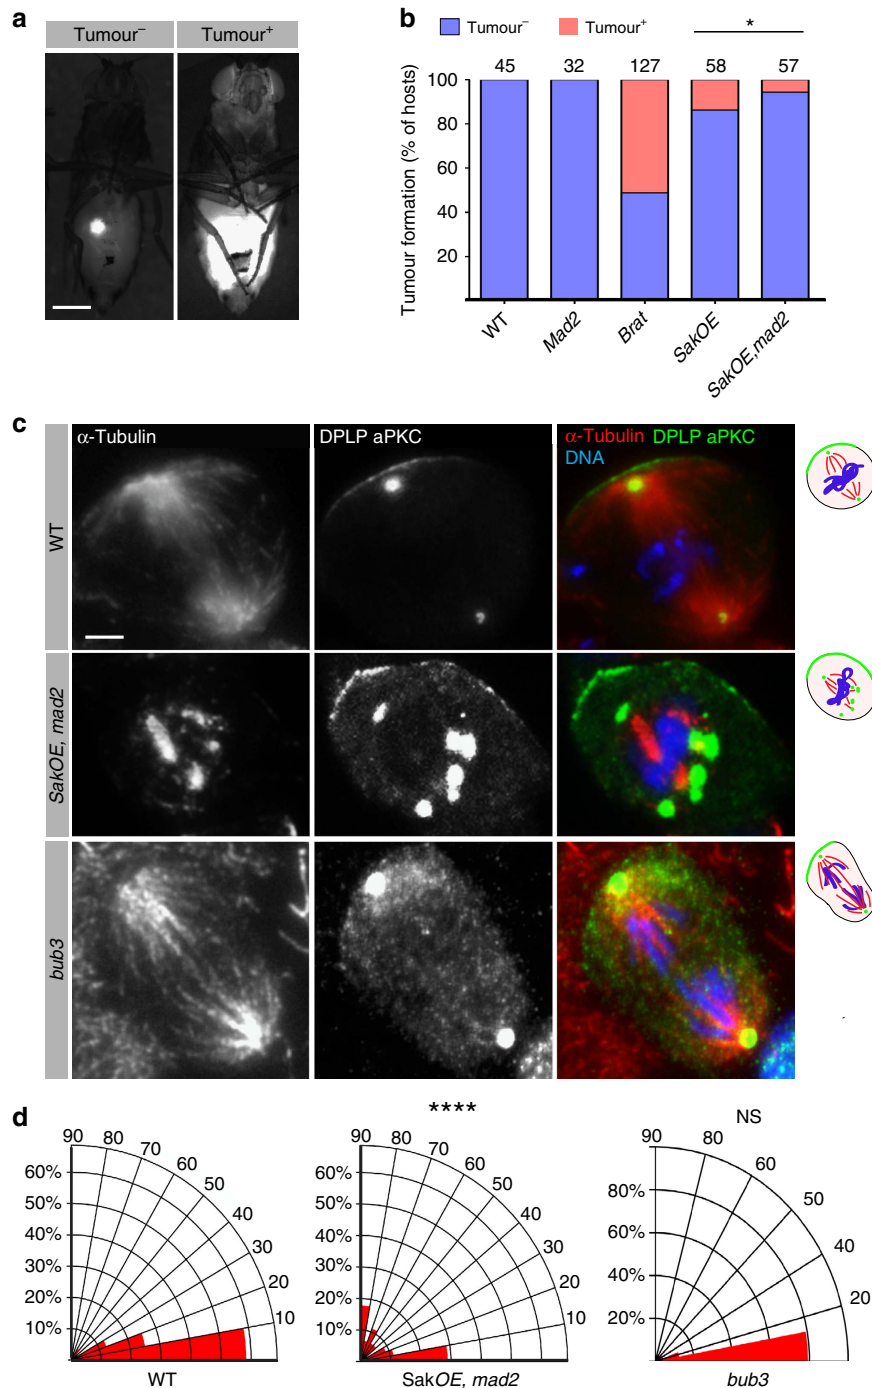 a
Tumour– Tumour+
b
Tumour– Tumour+
*
45 32 127 58 57
Tumour formation (% of hosts)
100
80
60
40
20
WT Mad2 Brat SakOE SakOE,mad2
c
α-Tubulin DPLP aPKC α-Tubulin DPLP aPKC
DNA
WT
SakOE, mad2
bub3
d
90 80 70 60 50 40 30 20 10
60%
50%
40%
30%
20%
10%
WT
****
90 80 70 60 50 40 30 20 10
60%
50%
40%
30%
20%
10%
SakOE, mad2
NS
90 80 60 50 40 20
80%
60%
40%
20%
bub3